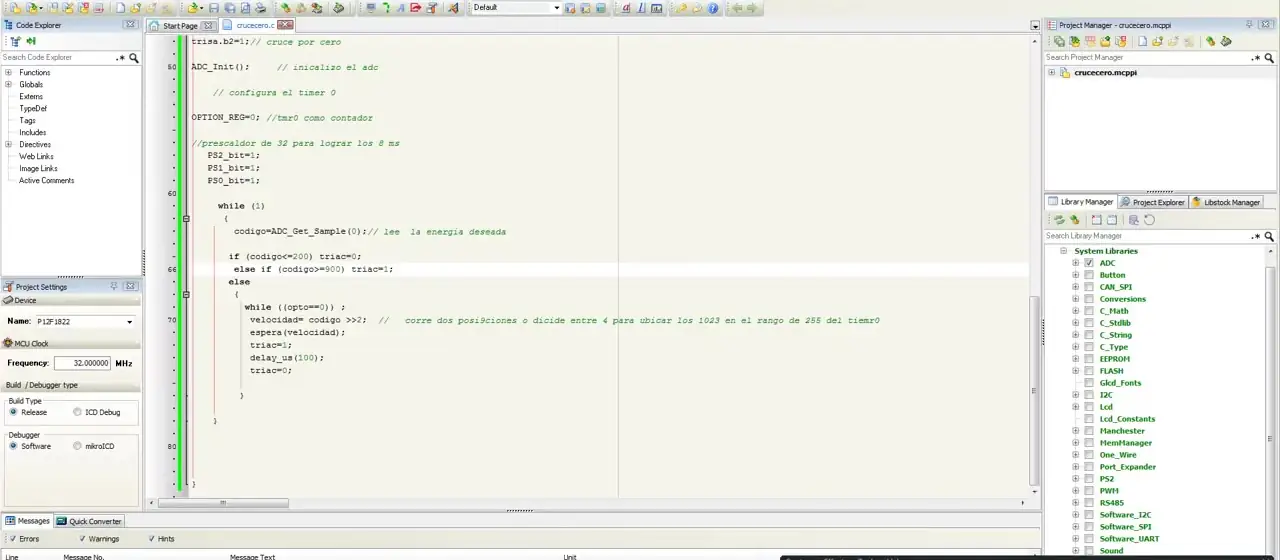 Default
Code Explorer
Start Page
crucecero.c
Project Manager - crucecero.mcppi
Search Code Explorer
Search Project Manager
crucecero.mcppi
Functions
Globals
Externs
TypeDef
Tags
Includes
Directives
Web Links
Image Links
Active Comments
trisa.b2=1;// cruce por cero
50 ADC_Init(); // inicalizo el adc
// configura el timer 0
OPTION_REG=0; //tmr0 como contador
//prescaldor de 32 para lograr los 8 ms
PS2_bit=1;
PS1_bit=1;
PS0_bit=1;
60
while (1)
{
codigo=ADC_Get_Sample(0);// lee la energia deseada
if (codigo<=200) triac=0;
66 else if (codigo>=900) triac=1;
else
{
while ((opto==0)) ;
70 velocidad= codigo >>2; // corre dos posi9ciones o dicide entre 4 para ubicar los 1023 en el rango de 255 del tiemr0
espera(velocidad);
triac=1;
delay_us(100);
triac=0;
}
}
80
}
Project Settings
Device
Name: P12F1822
MCU Clock
Frequency: 32.000000 MHz
Build / Debugger type
Build Type
Release ICD Debug
Debugger
Software mikroICD
Library Manager Project Explorer Libstock Manager
Search Library Manager
System Libraries
ADC
Button
CAN_SPI
Conversions
C_Math
C_Stdlib
C_String
C_Type
EEPROM
FLASH
Glcd_Fonts
I2C
Lcd
Lcd_Constants
Manchester
MemManager
One_Wire
Port_Expander
PS2
PWM
RS485
Software_I2C
Software_SPI
Software_UART
Sound
Messages Quick Converter
Errors Warnings Hints
Line Message No. Message Text Unit